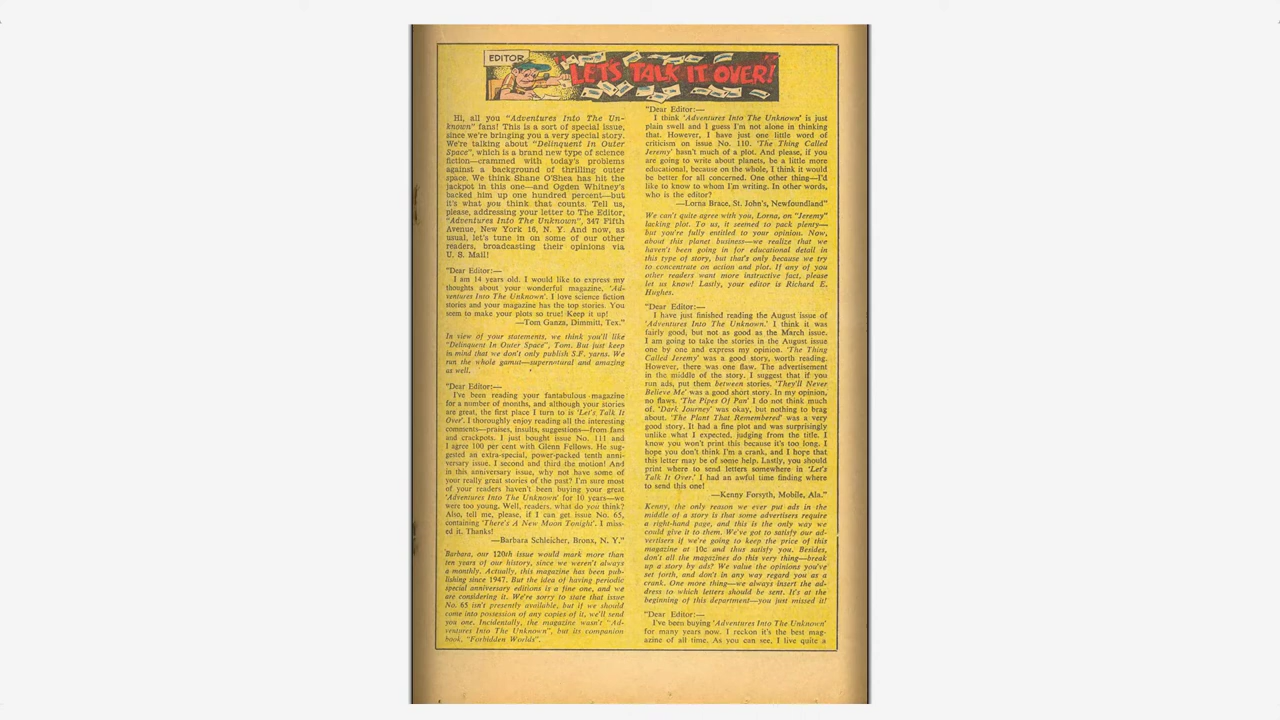 EDITOR
"LET'S TALK IT OVER!"
Hi, all you "Adventures Into The Un-
known" fans! This is a sort of special issue,
since we're bringing you a very special story.
We're talking about "Delinquent In Outer
Space", which is a brand new type of science
fiction—crammed with today's problems
against a background of thrilling outer
space. We think Shane O'Shea has hit the
jackpot in this one—and Ogden Whitney's
backed him up one hundred percent—but
it's what you think that counts. Tell us,
please, addressing your letter to The Editor,
"Adventures Into The Unknown", 347 Fifth
Avenue, New York 16, N. Y. And now, as
usual, let's tune in on some of our other
readers, broadcasting their opinions via
U. S. Mail!
"Dear Editor:—
I am 14 years old. I would like to express my
thoughts about your wonderful magazine, 'Ad-
ventures Into The Unknown'. I love science fiction
stories and your magazine has the top stories. You
seem to make your plots so true! Keep it up!
—Tom Ganza, Dimmitt, Tex."
In view of your statements, we think you'll like
"Delinquent In Outer Space", Tom. But just keep
in mind that we don't only publish S.F. yarns. We
run the whole gamut—supernatural and amazing
as well.
"Dear Editor:—
I've been reading your fantabulous magazine
for a number of months, and although your stories
are great, the first place I turn to is 'Let's Talk It
Over'. I thoroughly enjoy reading all the interesting
comments—praises, insults, suggestions—from fans
and crackpots. I just bought issue No. 111 and
I agree 100 per cent with Glenn Fellows. He sug-
gested an extra-special, power-packed tenth anni-
versary issue. I second and third the motion! And
in this anniversary issue, why not have some of
your really great stories of the past? I'm sure most
of your readers haven't been buying your great
'Adventures Into The Unknown' for 10 years—we
were too young. Well, readers, what do you think?
Also, tell me, please, if I can get issue No. 65,
containing 'There's A New Moon Tonight'. I miss-
ed it. Thanks!
—Barbara Schleicher, Bronx, N. Y."
Barbara, our 120th issue would mark more than
ten years of our history, since we weren't always
a monthly. Actually, this magazine has been pub-
lishing since 1947. But the idea of having periodic
special anniversary editions is a fine one, and we
are considering it. We're sorry to state that issue
No. 65 isn't presently available, but if we should
come into possession of any copies of it, we'll send
you one. Incidentally, the magazine wasn't "Ad-
ventures Into The Unknown", but its companion
book, "Forbidden Worlds".
"Dear Editor:—
I think 'Adventures Into The Unknown' is just
plain swell and I guess I'm not alone in thinking
that. However, I have just one little word of
criticism on issue No. 110. 'The Thing Called
Jeremy' hasn't much of a plot. And please, if you
are going to write about planets, be a little more
educational, because on the whole, I think it would
be better for all concerned. One other thing—I'd
like to know to whom I'm writing. In other words,
who is the editor?
—Lorna Brace, St. John's, Newfoundland"
We can't quite agree with you, Lorna, on "Jeremy"
lacking plot. To us, it seemed to pack plenty—
but you're fully entitled to your opinion. Now,
about this planet business—we realize that we
haven't been going in for educational detail in
this type of story, but that's only because we try
to concentrate on action and plot. If any of you
other readers want more instructive fact, please
let us know! Lastly, your editor is Richard E.
Hughes.
"Dear Editor:—
I have just finished reading the August issue of
'Adventures Into The Unknown.' I think it was
fairly good, but not as good as the March issue.
I am going to take the stories in the August issue
one by one and express my opinion. 'The Thing
Called Jeremy' was a good story, worth reading.
However, there was one flaw. The advertisement
in the middle of the story. I suggest that if you
run ads, put them between stories. 'They'll Never
Believe Me' was a good short story. In my opinion,
no flaws. 'The Pipes Of Pan' I do not think much
of. 'Dark Journey' was okay, but nothing to brag
about. 'The Plant That Remembered' was a very
good story. It had a fine plot and was surprisingly
unlike what I expected, judging from the title. I
know you won't print this because it's too long. I
hope you don't think I'm a crank, and I hope that
this letter may be of some help. Lastly, you should
print where to send letters somewhere in 'Let's
Talk It Over.' I had an awful time finding where
to send this one!
—Kenny Forsyth, Mobile, Ala."
Kenny, the only reason we ever put ads in the
middle of a story is that some advertisers require
a right-hand page, and this is the only way we
could give it to them. We've got to satisfy our ad-
vertisers if we're going to keep the price of this
magazine at 10c and thus satisfy you. Besides,
don't all the magazines do this very thing—break
up a story by ads? We value the opinions you've
set forth, and don't in any way regard you as a
crank. One more thing—we always insert the ad-
dress to which letters should be sent. It's at the
beginning of this department—you just missed it!
"Dear Editor:—
I've been buying 'Adventures Into The Unknown'
for many years now. I reckon it's the best mag-
azine of all time. As you can see, I live quite a